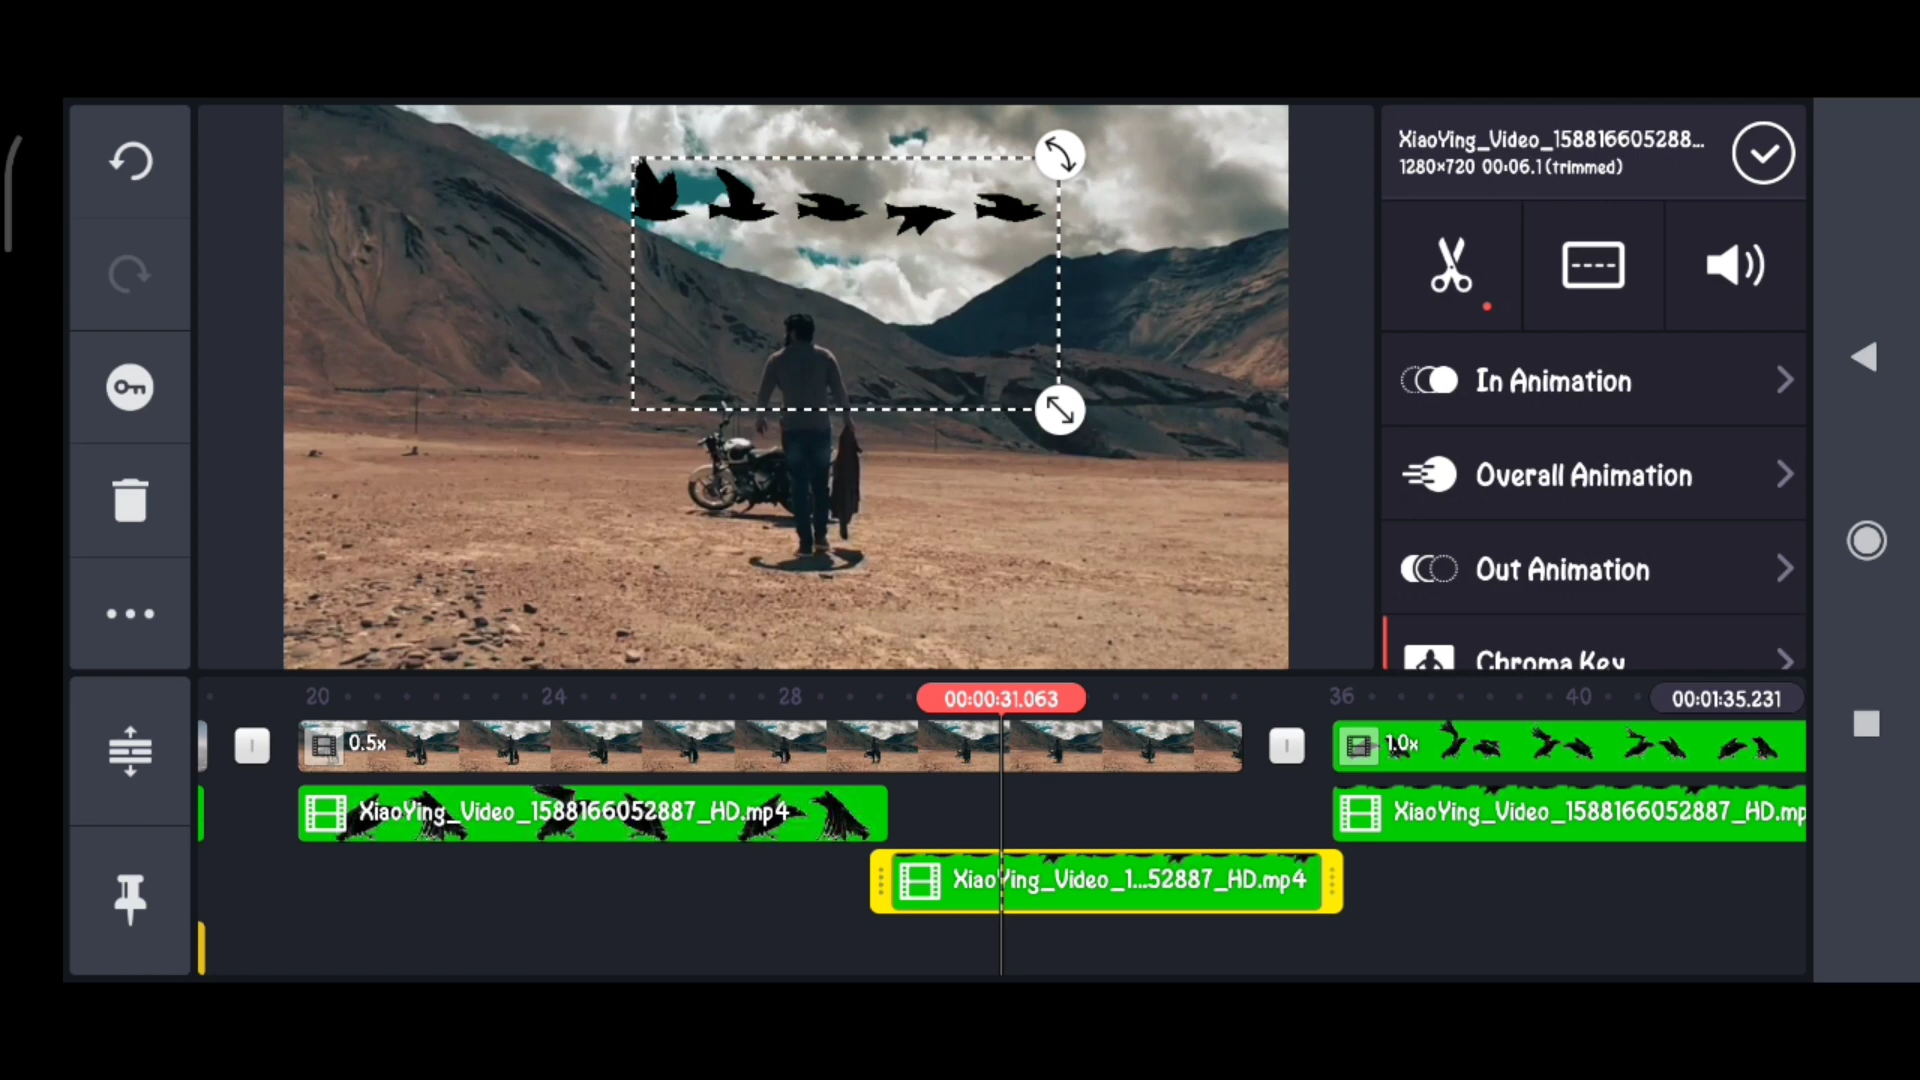 XiaoYing_Video_158816605288...
1280×720 00:06.1 (trimmed)
In Animation
Overall Animation
Out Animation
Chroma Key
20
24
28
00:00:31.063
36
40
00:01:35.231
0.5x
1.0x
XiaoYing_Video_1588166052887_HD.mp4
XiaoYing_Video_1588166052887_HD.mp
XiaoYing_Video_1...52887_HD.mp4